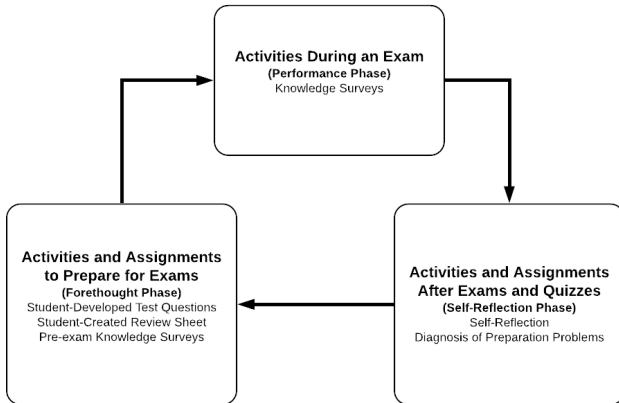 Activities During an Exam
(Performance Phase)
Knowledge Surveys
Activities and Assignments
to Prepare for Exams
(Forethought Phase)
Student-Developed Test Questions
Student-Created Review Sheet
Pre-exam Knowledge Surveys
Activities and Assignments
After Exams and Quizzes
(Self-Reflection Phase)
Self-Reflection
Diagnosis of Preparation Problems